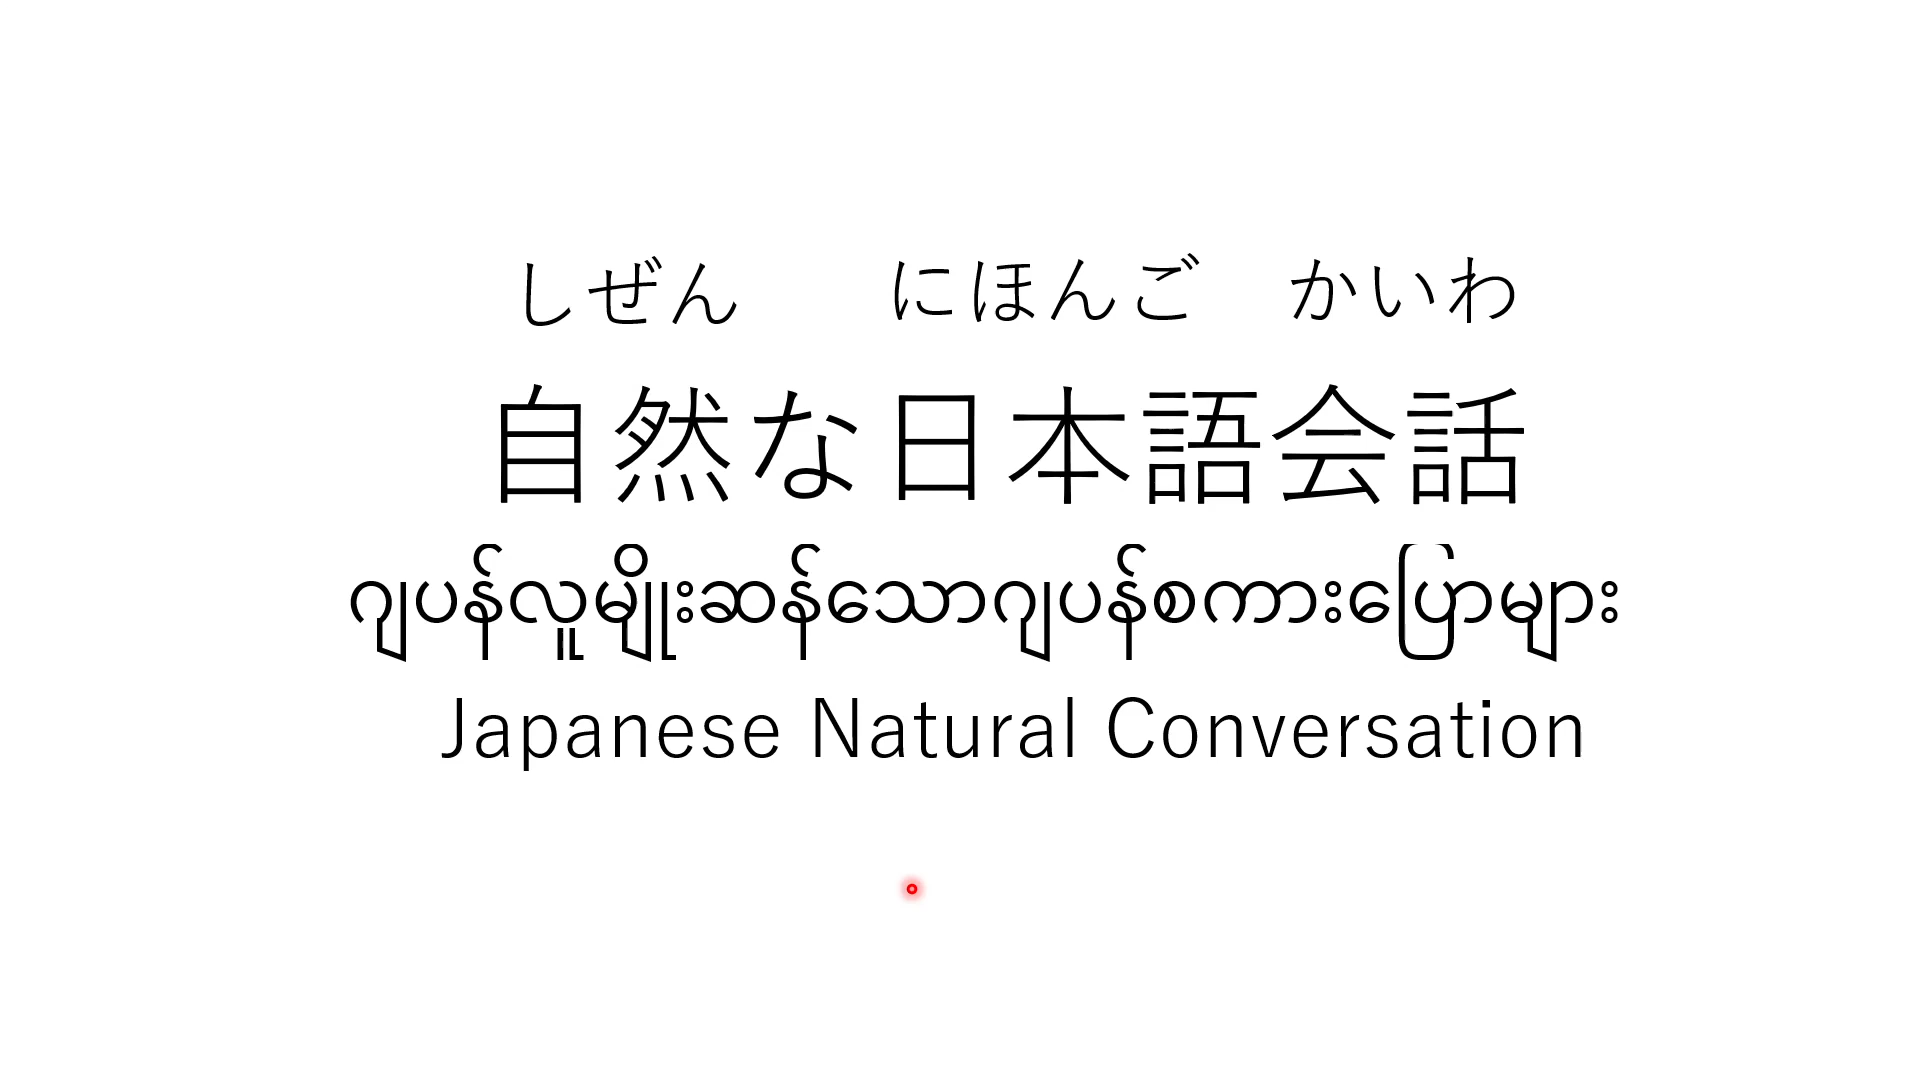 しぜん にほんご かいわ
自然な日本語会話
ဂျပန်လူမျိုးဆန်သောဂျပန်စကားပြောများ
Japanese Natural Conversation